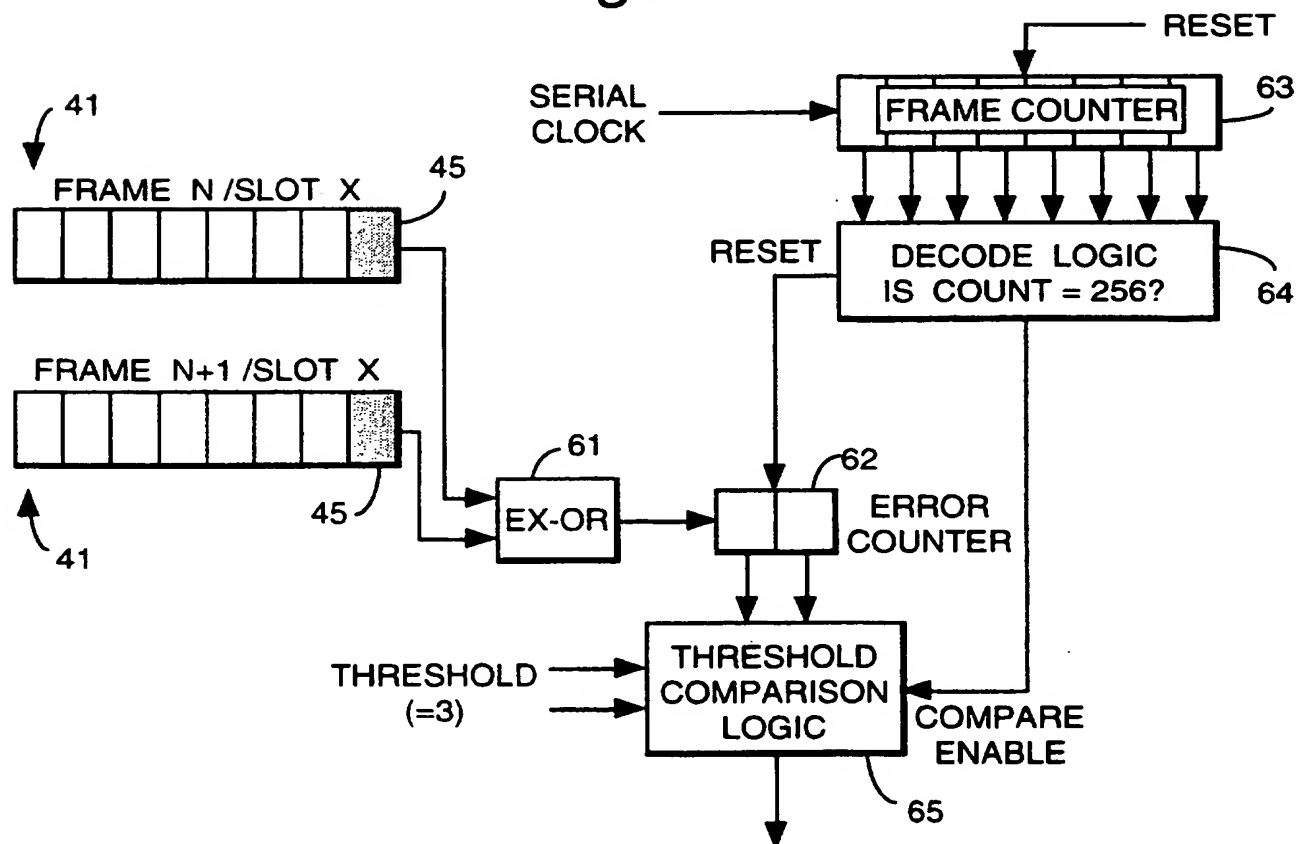 RESET
SERIAL
CLOCK
FRAME COUNTER
63
41
FRAME N /SLOT X
45
RESET
DECODE LOGIC
IS COUNT = 256?
64
FRAME N+1 /SLOT X
45
41
61
EX-OR
62
ERROR
COUNTER
THRESHOLD
(=3)
THRESHOLD
COMPARISON
LOGIC
COMPARE
ENABLE
65